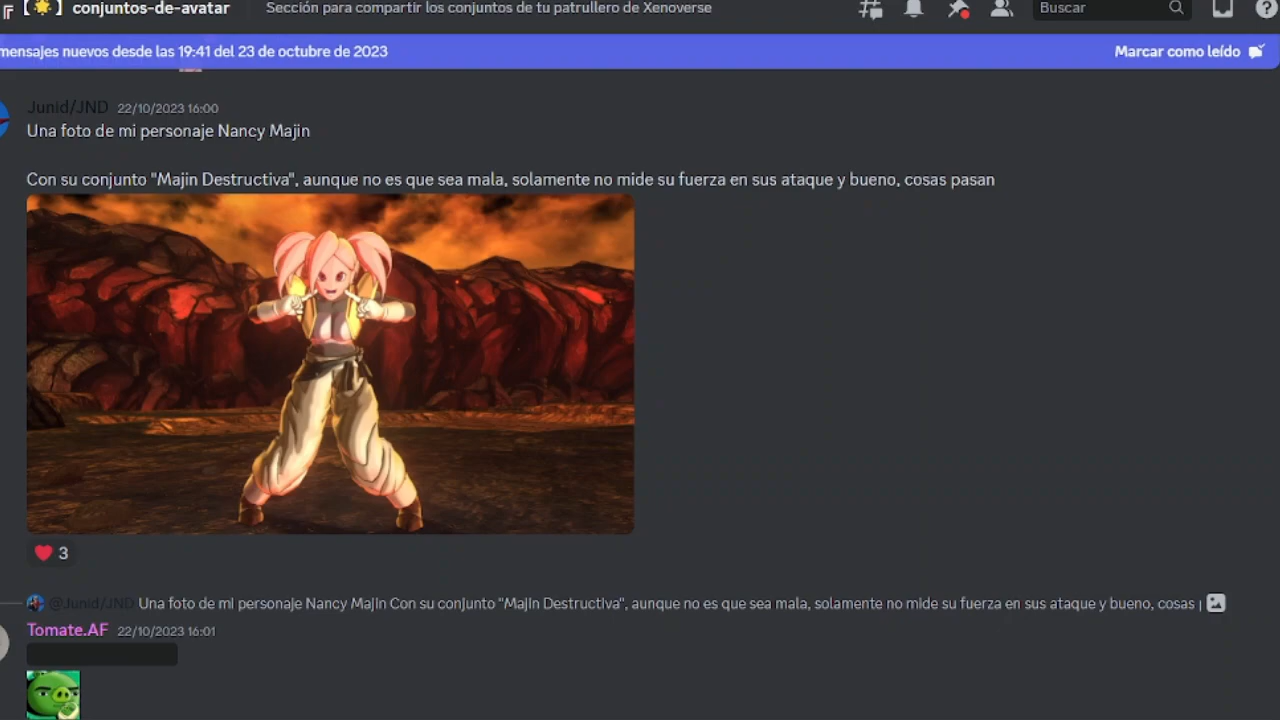 conjuntos-de-avatar
Sección para compartir los conjuntos de tu patrullero de Xenoverse
Buscar
mensajes nuevos desde las 19:41 del 23 de octubre de 2023
Marcar como leído
Junid/JND 22/10/2023 16:00
Una foto de mi personaje Nancy Majin
Con su conjunto "Majin Destructiva", aunque no es que sea mala, solamente no mide su fuerza en sus ataque y bueno, cosas pasan
3
@Junid/JND Una foto de mi personaje Nancy Majin Con su conjunto "Majin Destructiva", aunque no es que sea mala, solamente no mide su fuerza en sus ataque y bueno, cosas
Tomate.AF 22/10/2023 16:01